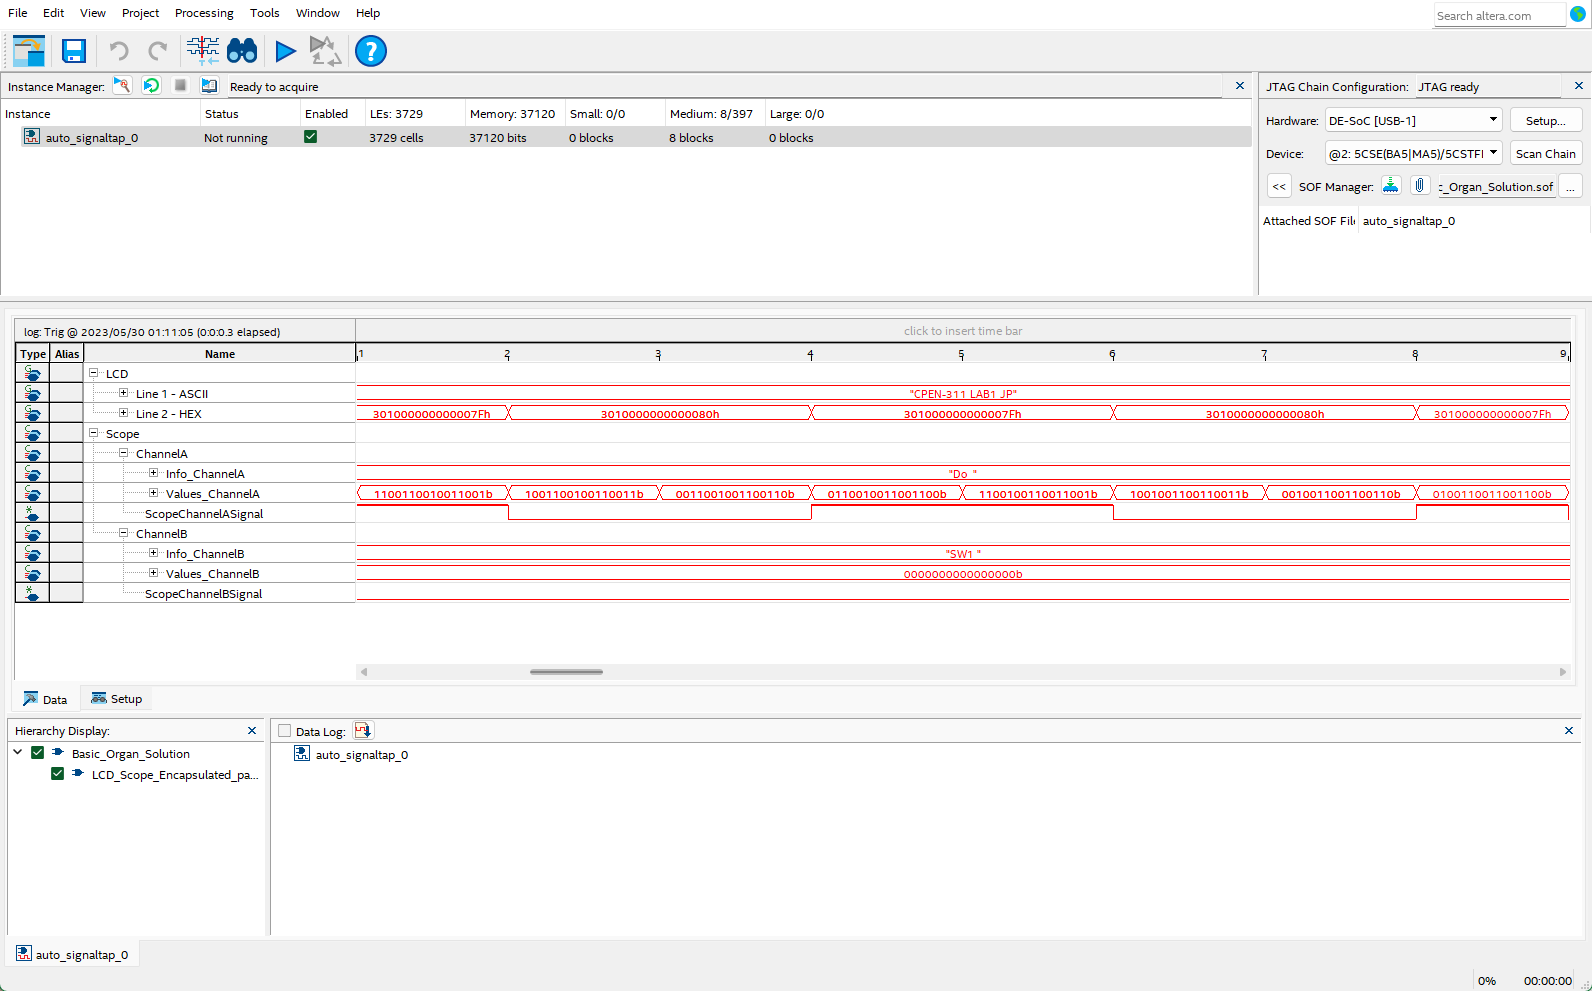 File Edit View Project Processing Tools Window Help
Search altera.com
Instance Manager: Ready to acquire
Instance Status Enabled LEs: 3729 Memory: 37120 Small: 0/0 Medium: 8/397 Large: 0/0
auto_signaltap_0 Not running 3729 cells 37120 bits 0 blocks 8 blocks 0 blocks
JTAG Chain Configuration: JTAG ready
Hardware: DE-SoC [USB-1] Setup...
Device: @2: 5CSE(BA5|MA5)/5CSTFI Scan Chain
<< SOF Manager: :_Organ_Solution.sof ...
Attached SOF Fil auto_signaltap_0
log: Trig @ 2023/05/30 01:11:05 (0:0:0.3 elapsed) click to insert time bar
Type Alias Name 1 2 3 4 5 6 7 8 9
LCD
Line 1 - ASCII "CPEN-311 LAB1 JP"
Line 2 - HEX 301000000000007Fh 3010000000000080h 301000000000007Fh 3010000000000080h 301000000000007Fh
Scope
ChannelA
Info_ChannelA "Do "
Values_ChannelA 1100110010011001b 1001100100110011b 0011001001100110b 0110010011001100b 1100100110011001b 1001001100110011b 0010011001100110b 0100110011001100b
ScopeChannelASignal
ChannelB
Info_ChannelB "SW1 "
Values_ChannelB 0000000000000000b
ScopeChannelBSignal
Data Setup
Hierarchy Display:
Basic_Organ_Solution
LCD_Scope_Encapsulated_pa...
Data Log:
auto_signaltap_0
auto_signaltap_0
0% 00:00:00